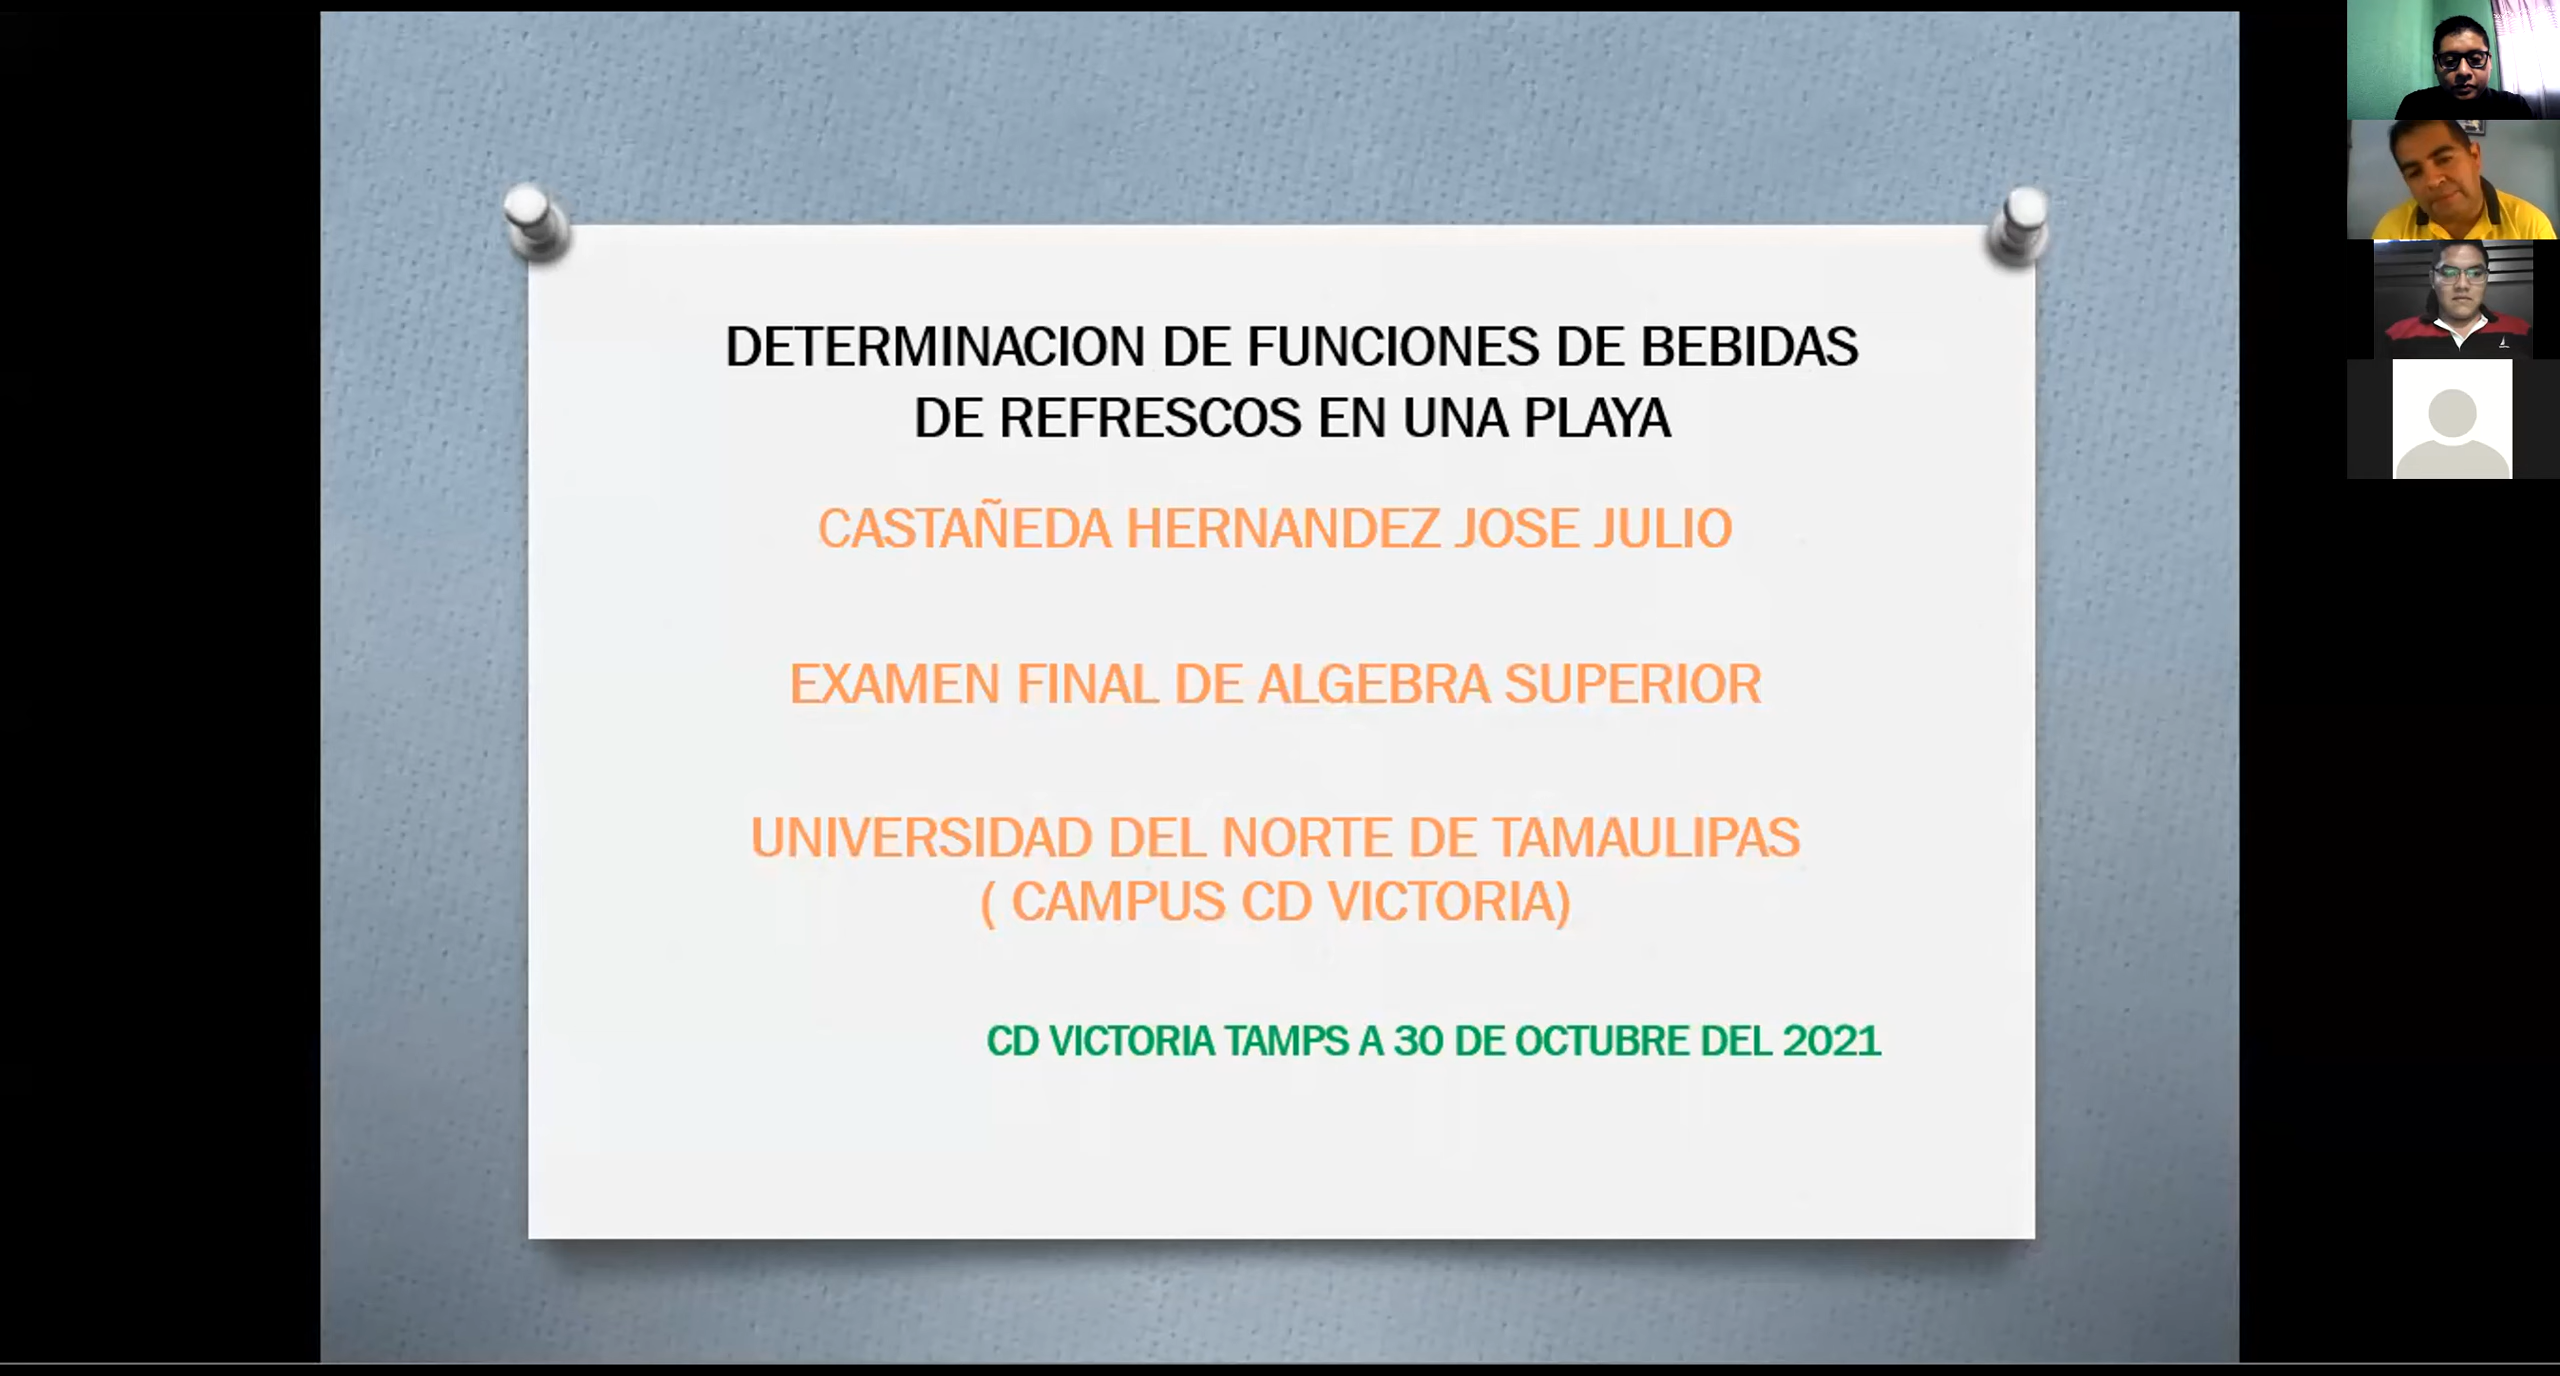 DETERMINACION DE FUNCIONES DE BEBIDAS
DE REFRESCOS EN UNA PLAYA
CASTAÑEDA HERNANDEZ JOSE JULIO
EXAMEN FINAL DE ALGEBRA SUPERIOR
UNIVERSIDAD DEL NORTE DE TAMAULIPAS
( CAMPUS CD VICTORIA)
CD VICTORIA TAMPS A 30 DE OCTUBRE DEL 2021